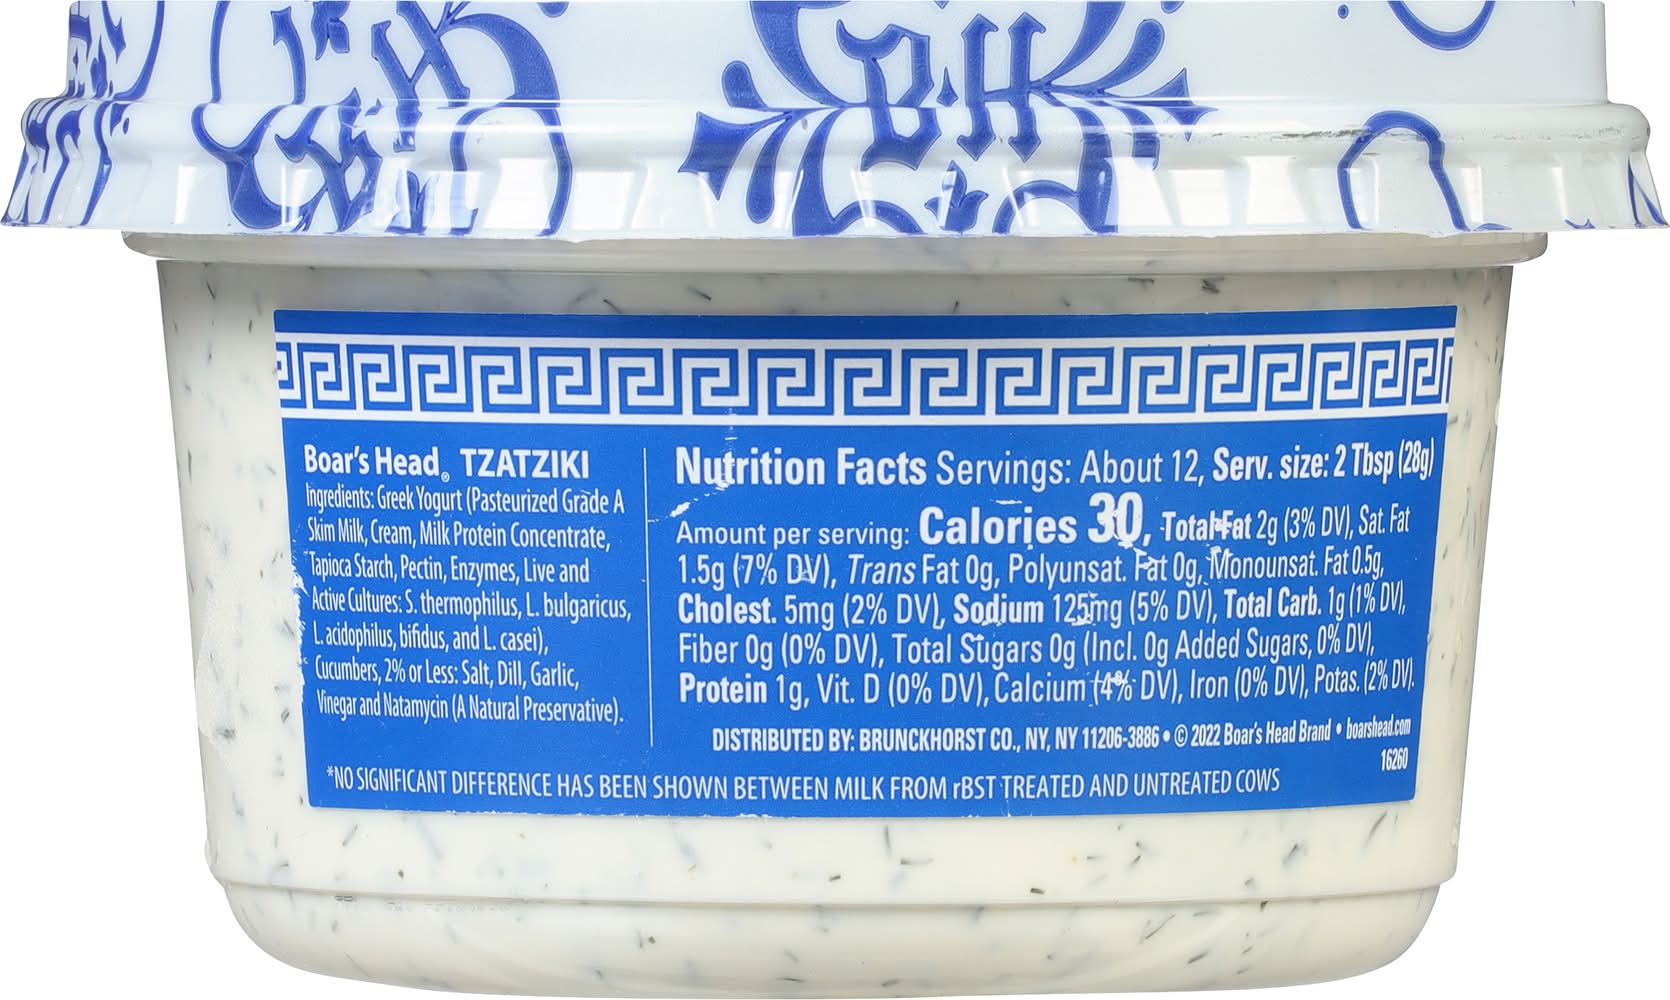 B·H
Boar's Head® TZATZIKI
Ingredients: Greek Yogurt (Pasteurized Grade A
Skim Milk, Cream, Milk Protein Concentrate,
Tapioca Starch, Pectin, Enzymes, Live and
Active Cultures: S. thermophilus, L. bulgaricus,
L. acidophilus, bifidus, and L. casei),
Cucumbers, 2% or Less: Salt, Dill, Garlic,
Vinegar and Natamycin (A Natural Preservative).
Nutrition Facts Servings: About 12, Serv. size: 2 Tbsp (28g)
Amount per serving: Calories 30, Total Fat 2g (3% DV), Sat. Fat
1.5g (7% DV), Trans Fat 0g, Polyunsat. Fat 0g, Monounsat. Fat 0.5g,
Cholest. 5mg (2% DV), Sodium 125mg (5% DV), Total Carb. 1g (1% DV),
Fiber 0g (0% DV), Total Sugars 0g (Incl. 0g Added Sugars, 0% DV),
Protein 1g, Vit. D (0% DV), Calcium (4% DV), Iron (0% DV), Potas. (2% DV).
DISTRIBUTED BY: BRUNCKHORST CO., NY, NY 11206-3886 • © 2022 Boar's Head Brand • boarshead.com
16260
*NO SIGNIFICANT DIFFERENCE HAS BEEN SHOWN BETWEEN MILK FROM rBST TREATED AND UNTREATED COWS